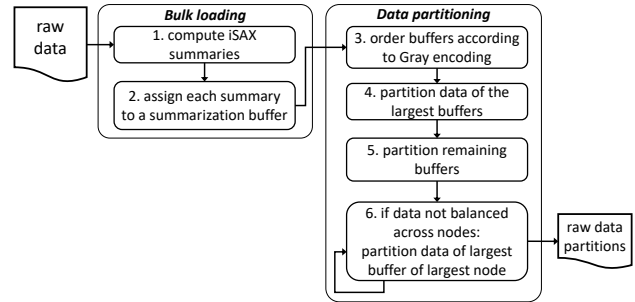 raw
data
Bulk loading
1. compute iSAX
summaries
2. assign each summary
to a summarization buffer
Data partitioning
3. order buffers according
to Gray encoding
4. partition data of the
largest buffers
5. partition remaining
buffers
6. if data not balanced
across nodes:
partition data of largest
buffer of largest node
raw data
partitions